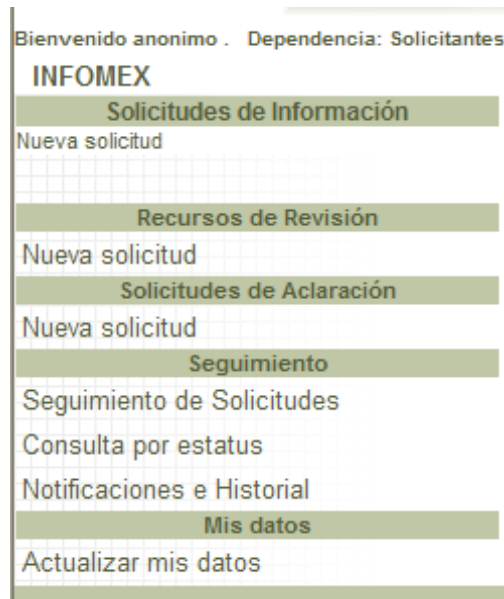 Bienvenido anonimo . Dependencia: Solicitantes
INFOMEX
Solicitudes de Información
Nueva solicitud
Recursos de Revisión
Nueva solicitud
Solicitudes de Aclaración
Nueva solicitud
Seguimiento
Seguimiento de Solicitudes
Consulta por estatus
Notificaciones e Historial
Mis datos
Actualizar mis datos